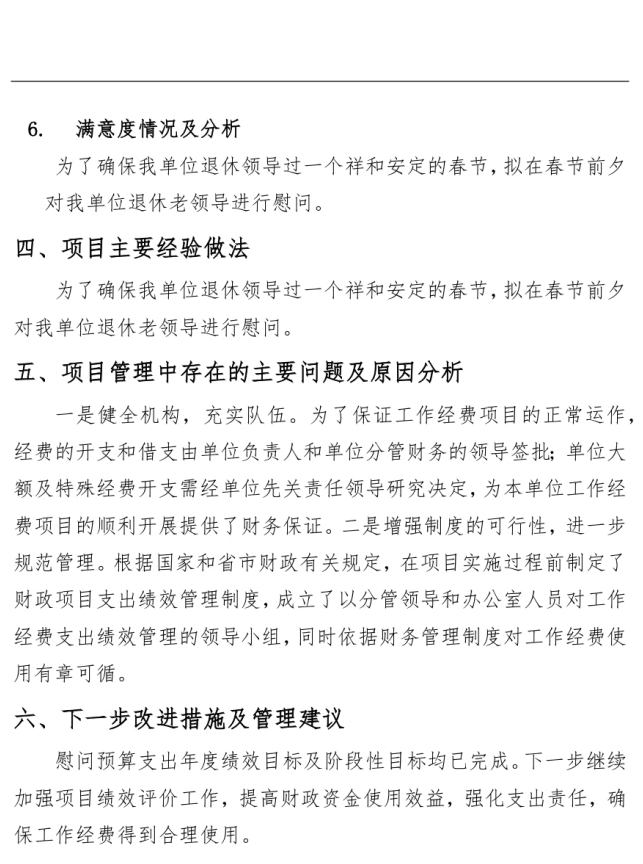 6. 满意度情况及分析
为了确保我单位退休领导过一个祥和安定的春节,拟在春节前夕
对我单位退休老领导进行慰问。
四、项目主要经验做法
为了确保我单位退休领导过一个祥和安定的春节,拟在春节前夕
对我单位退休老领导进行慰问。
五、项目管理中存在的主要问题及原因分析
一是健全机构，充实队伍。为了保证工作经费项目的正常运作，
经费的开支和借支由单位负责人和单位分管财务的领导签批；单位大
额及特殊经费开支需经单位先关责任领导研究决定，为本单位工作经
费项目的顺利开展提供了财务保证。二是增强制度的可行性，进一步
规范管理。根据国家和省市财政有关规定，在项目实施过程前制定了
财政项目支出绩效管理制度，成立了以分管领导和办公室人员对工作
经费支出绩效管理的领导小组，同时依据财务管理制度对工作经费使
用有章可循。
六、下一步改进措施及管理建议
慰问预算支出年度绩效目标及阶段性目标均已完成。下一步继续
加强项目绩效评价工作，提高财政资金使用效益，强化支出责任，确
保工作经费得到合理使用。